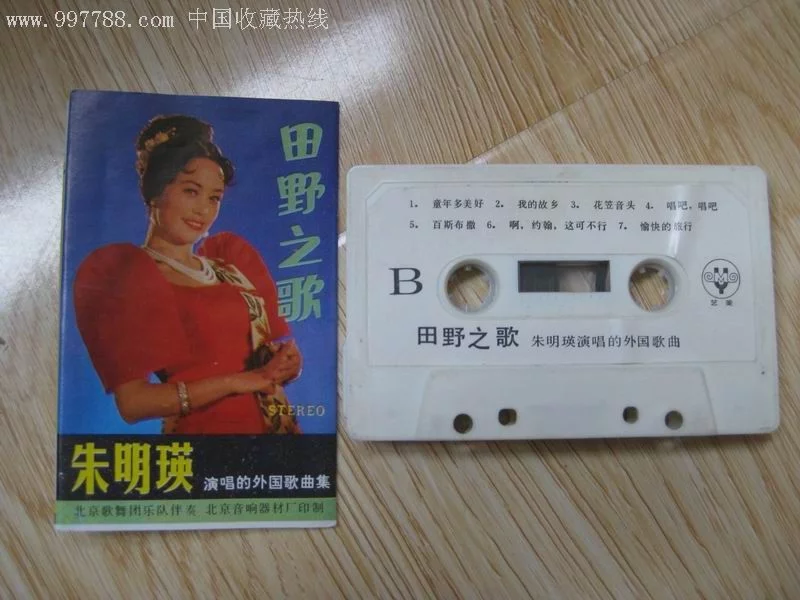 www.997788.com 中国收藏热线
田野之歌
STEREO
朱明瑛 演唱的外国歌曲集
北京歌舞团乐队伴奏 北京音响器材厂印制
1。 童年多美好 2。 我的故乡 3。 花笠音头 4。 唱吧,唱吧
5。 百斯布撒 6。 啊,约翰,这可不行 7。 愉快的旅行
B
田野之歌 朱明瑛演唱的外国歌曲